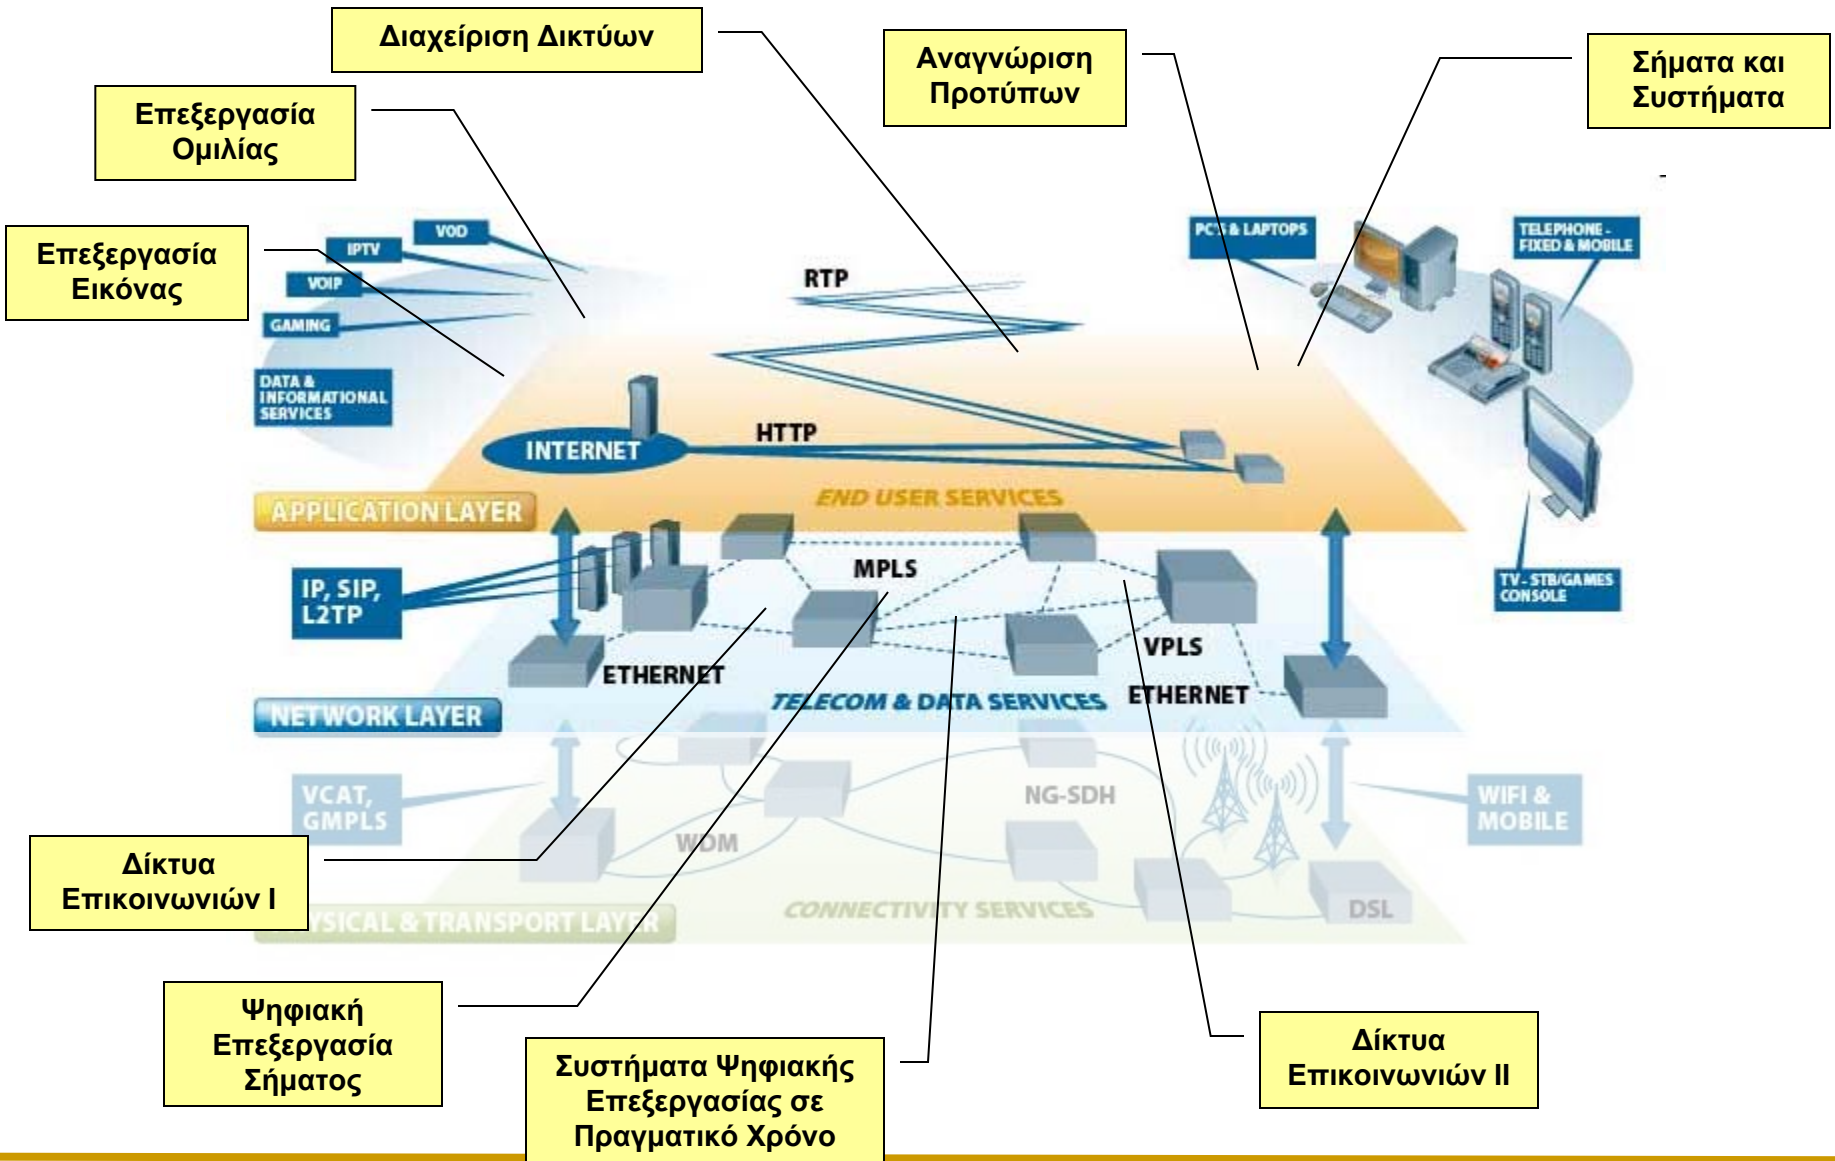 Διαχείριση Δικτύων
Αναγνώριση
Προτύπων
Σήματα και
Συστήματα
Επεξεργασία
Ομιλίας
Επεξεργασία
Εικόνας
VOD
IPTV
VOIP
GAMING
DATA &
INFORMATIONAL
SERVICES
RTP
PC'S & LAPTOPS
TELEPHONE -
FIXED & MOBILE
HTTP
INTERNET
END USER SERVICES
APPLICATION LAYER
TV - STB/GAMES
CONSOLE
IP, SIP,
L2TP
MPLS
VPLS
ETHERNET
ETHERNET
TELECOM & DATA SERVICES
NETWORK LAYER
VCAT,
GMPLS
NG-SDH
WDM
WIFI &
MOBILE
DSL
CONNECTIVITY SERVICES
YSICAL & TRANSPORT LAYER
Δίκτυα
Επικοινωνιών Ι
Ψηφιακή
Επεξεργασία
Σήματος
Συστήματα Ψηφιακής
Επεξεργασίας σε
Πραγματικό Χρόνο
Δίκτυα
Επικοινωνιών ΙΙ